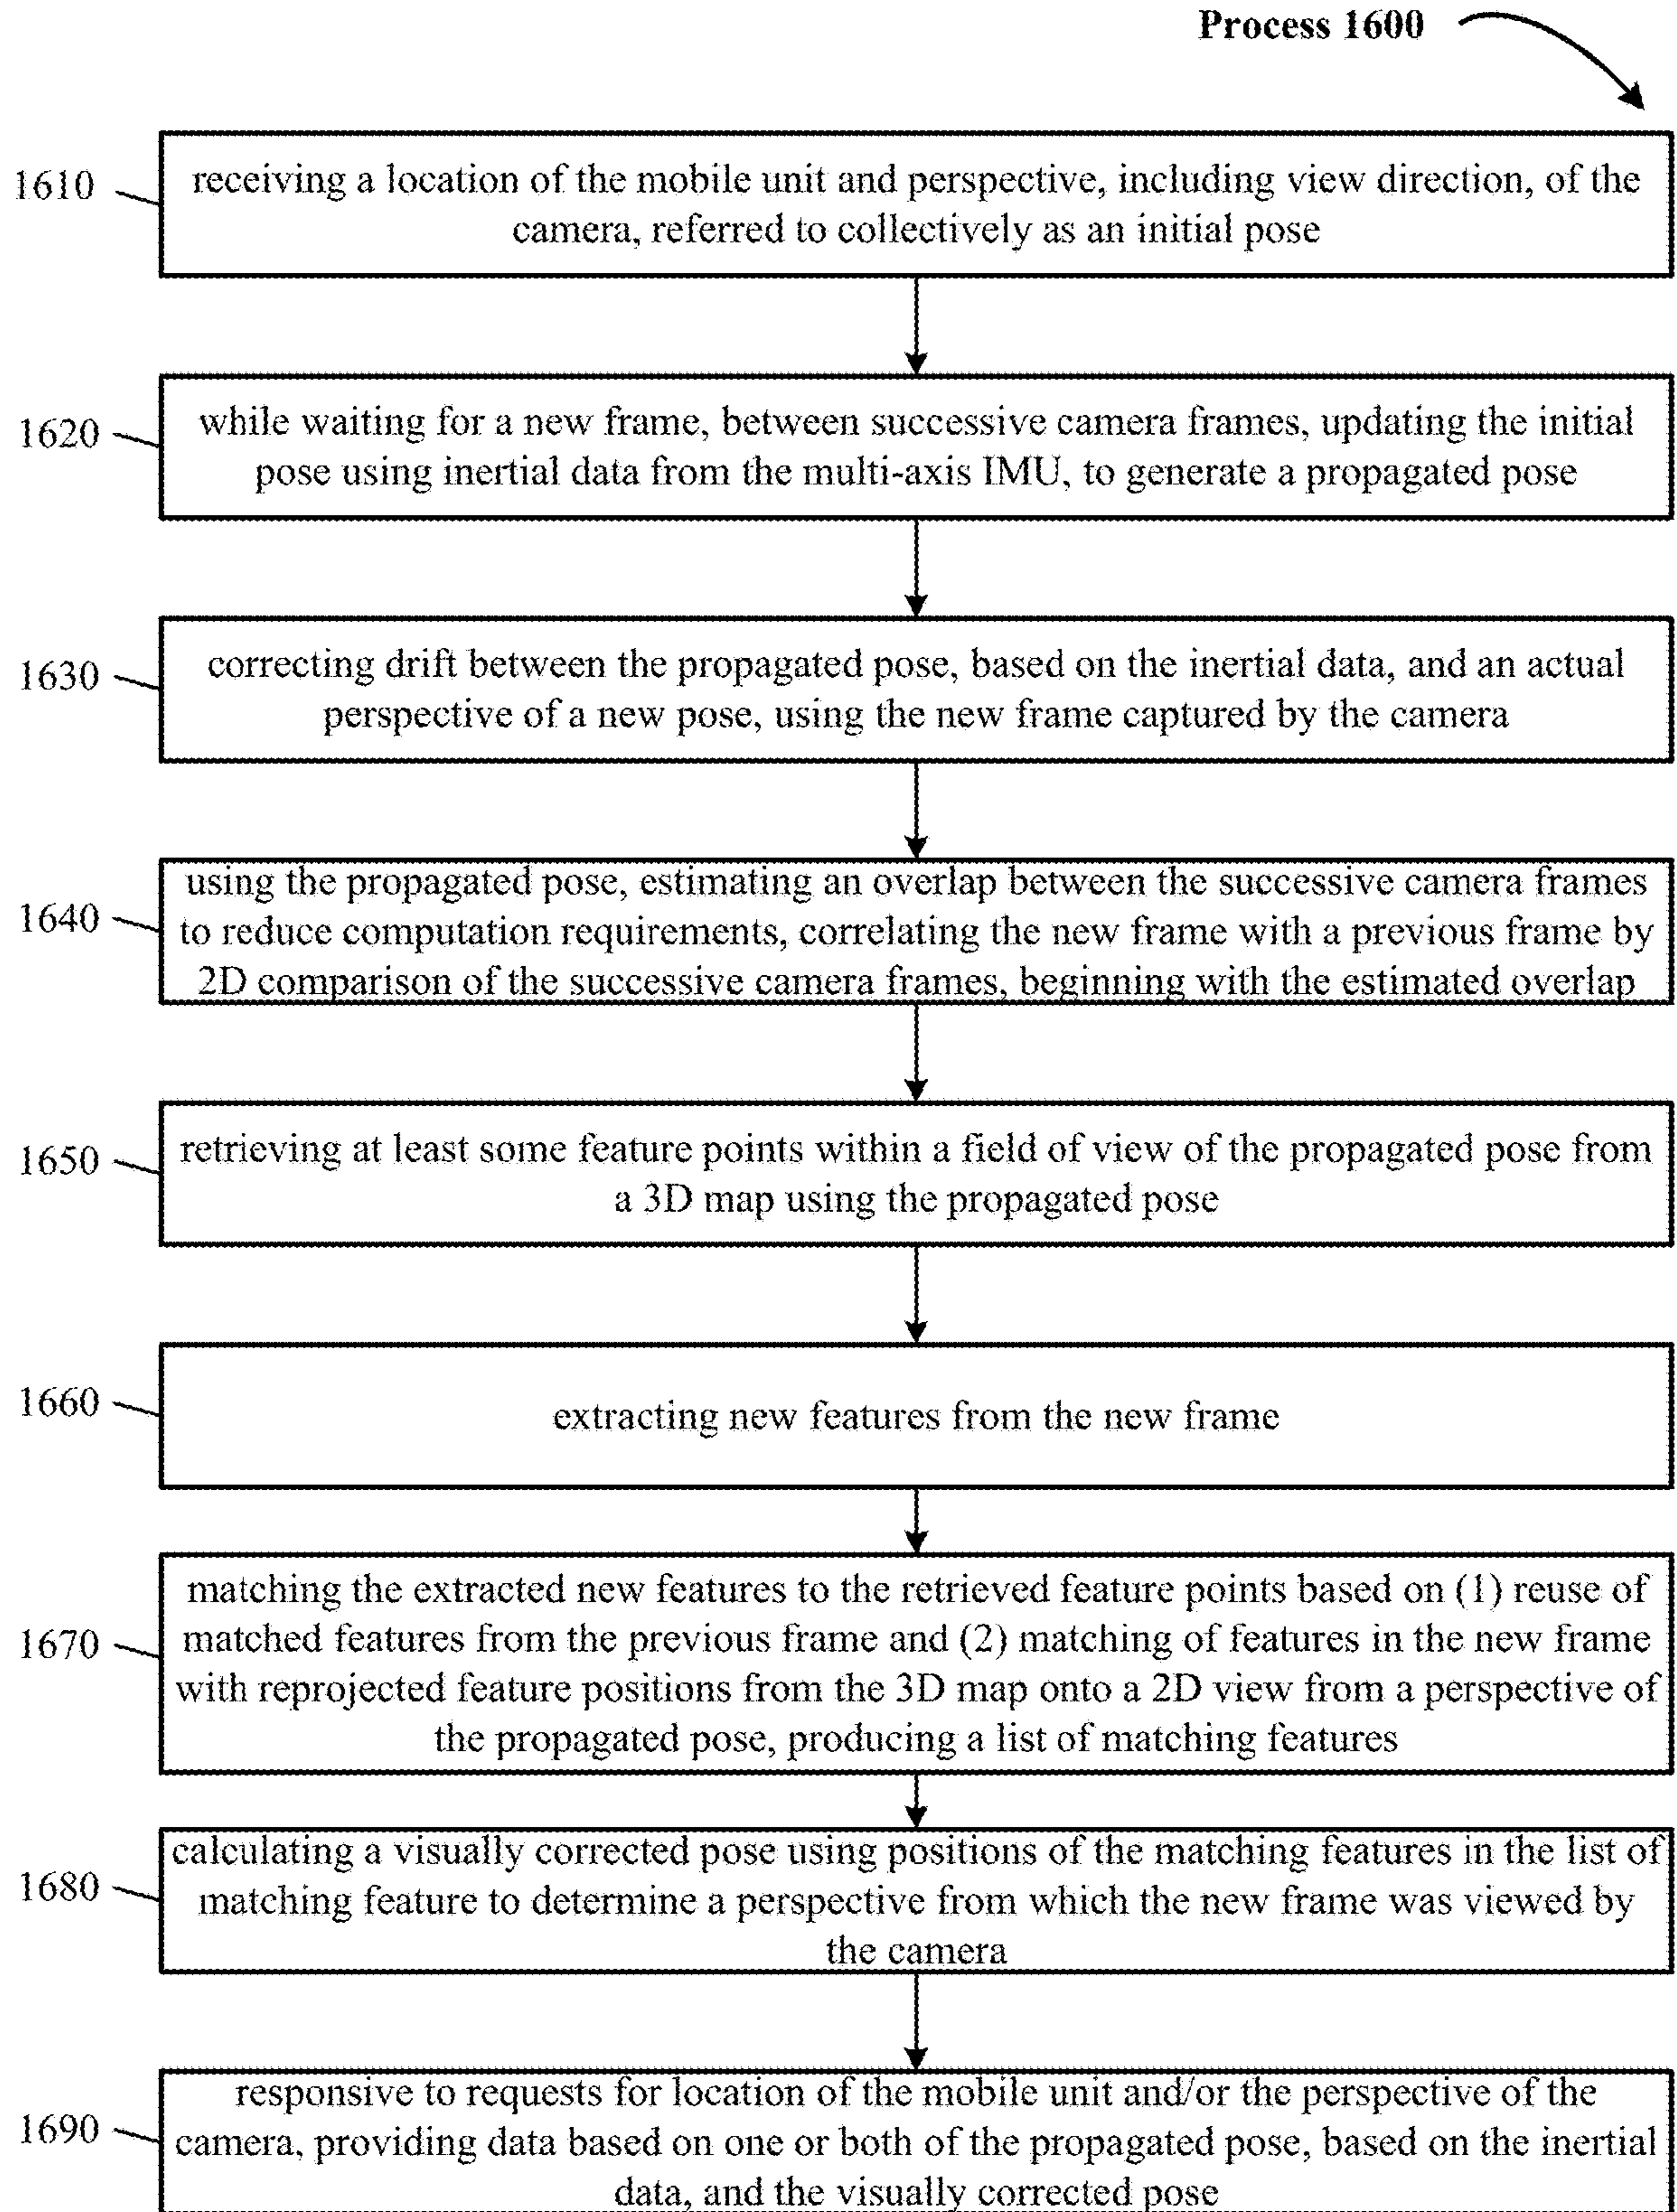 Process 1600
1610
receiving a location of the mobile unit and perspective, including view direction, of the
camera, referred to collectively as an initial pose
1620
while waiting for a new frame, between successive camera frames, updating the initial
pose using inertial data from the multi-axis IMU, to generate a propagated pose
1630
correcting drift between the propagated pose, based on the inertial data, and an actual
perspective of a new pose, using the new frame captured by the camera
1640
using the propagated pose, estimating an overlap between the successive camera frames
to reduce computation requirements, correlating the new frame with a previous frame by
2D comparison of the successive camera frames, beginning with the estimated overlap
1650
retrieving at least some feature points within a field of view of the propagated pose from
a 3D map using the propagated pose
1660
extracting new features from the new frame
1670
matching the extracted new features to the retrieved feature points based on (1) reuse of
matched features from the previous frame and (2) matching of features in the new frame
with reprojected feature positions from the 3D map onto a 2D view from a perspective of
the propagated pose, producing a list of matching features
1680
calculating a visually corrected pose using positions of the matching features in the list of
matching feature to determine a perspective from which the new frame was viewed by
the camera
1690
responsive to requests for location of the mobile unit and/or the perspective of the
camera, providing data based on one or both of the propagated pose, based on the inertial
data, and the visually corrected pose